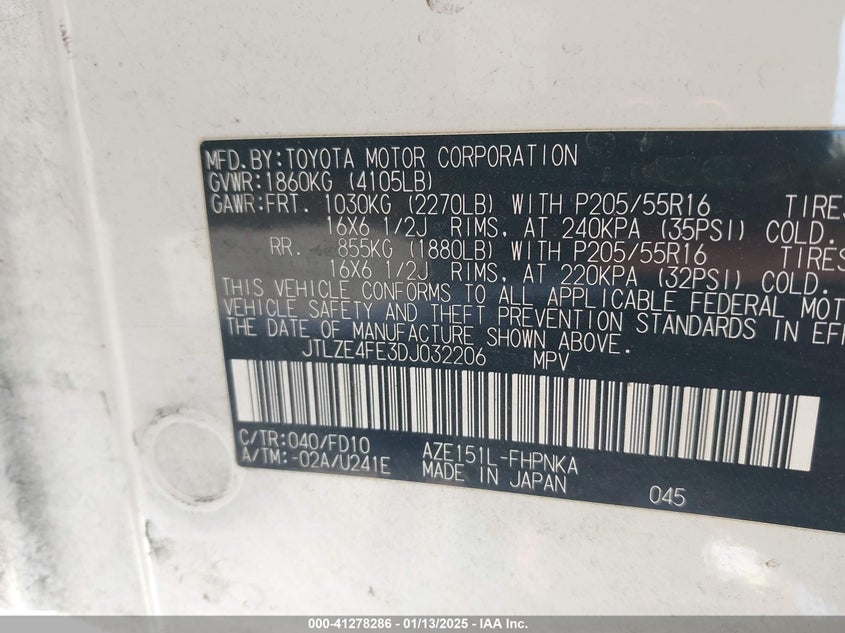 MFD.BY:TOYOTA MOTOR CORPORATION
GVWR:1860KG (4105LB)
GAWR:FRT. 1030KG (2270LB) WITH P205/55R16 TIRES
16X6 1/2J RIMS, AT 240KPA (35PSI) COLD.
RR. 855KG (1880LB) WITH P205/55R16 TIRES
16X6 1/2J RIMS, AT 220KPA (32PSI) COLD.
THIS VEHICLE CONFORMS TO ALL APPLICABLE FEDERAL MOT
VEHICLE SAFETY AND THEFT PREVENTION STANDARDS IN EFF
THE DATE OF MANUFACTURE SHOWN ABOVE.
JTLZE4FE3DJ032206 MPV
C/TR:040/FD10 AZE151L-FHPNKA
A/TM:-02A/U241E MADE IN JAPAN 045
000-41278286 - 01/13/2025 - IAA Inc.